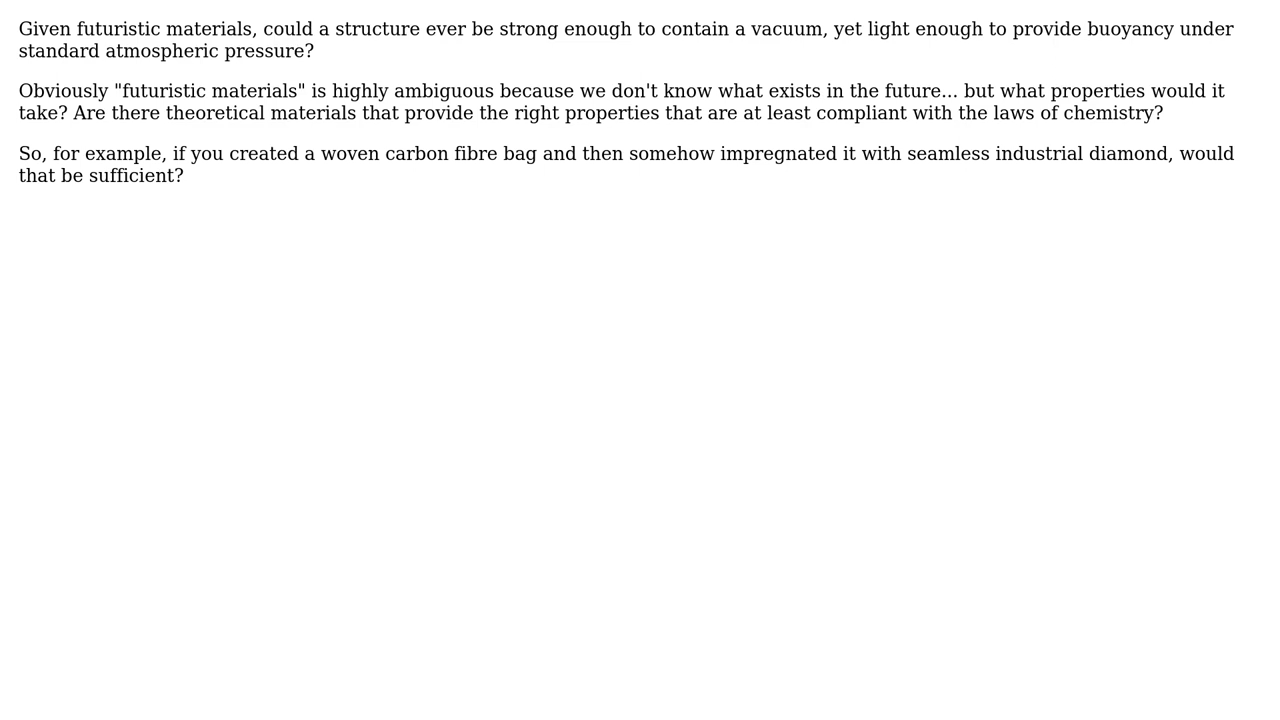 Given futuristic materials, could a structure ever be strong enough to contain a vacuum, yet light enough to provide buoyancy under
standard atmospheric pressure?
Obviously "futuristic materials" is highly ambiguous because we don't know what exists in the future... but what properties would it
take? Are there theoretical materials that provide the right properties that are at least compliant with the laws of chemistry?
So, for example, if you created a woven carbon fibre bag and then somehow impregnated it with seamless industrial diamond, would
that be sufficient?